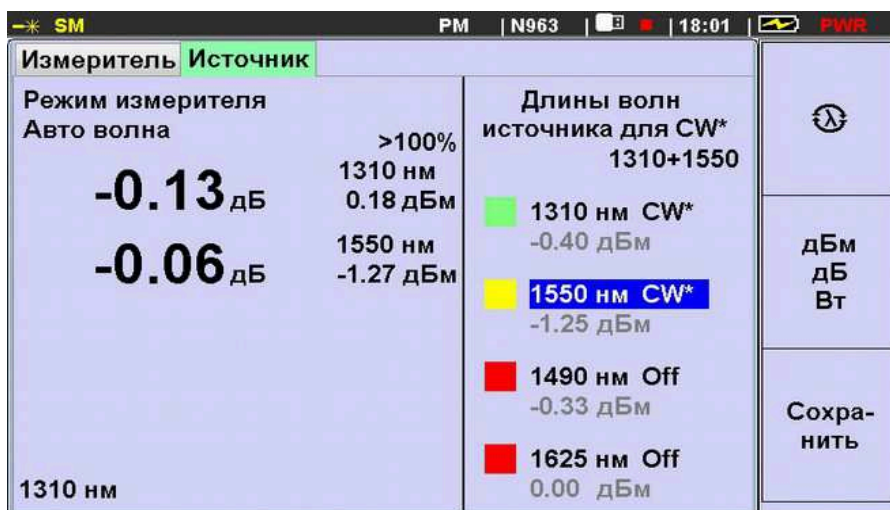 SM PM | N963 | | 18:01 | PWR
Измеритель Источник
Режим измерителя
Авто волна
>100%
-0.13 дБ
1310 нм
0.18 дБм
-0.06 дБ
1550 нм
-1.27 дБм
1310 нм
Длины волн
источника для CW*
1310+1550
1310 нм CW*
-0.40 дБм
1550 нм CW*
-1.25 дБм
1490 нм Off
-0.33 дБм
1625 нм Off
0.00 дБм
λ
дБм
дБ
Вт
Сохра-
нить